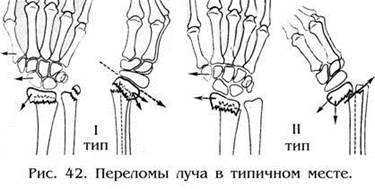 I
тип
II
тип
Рис. 42. Переломы луча в типичном месте.